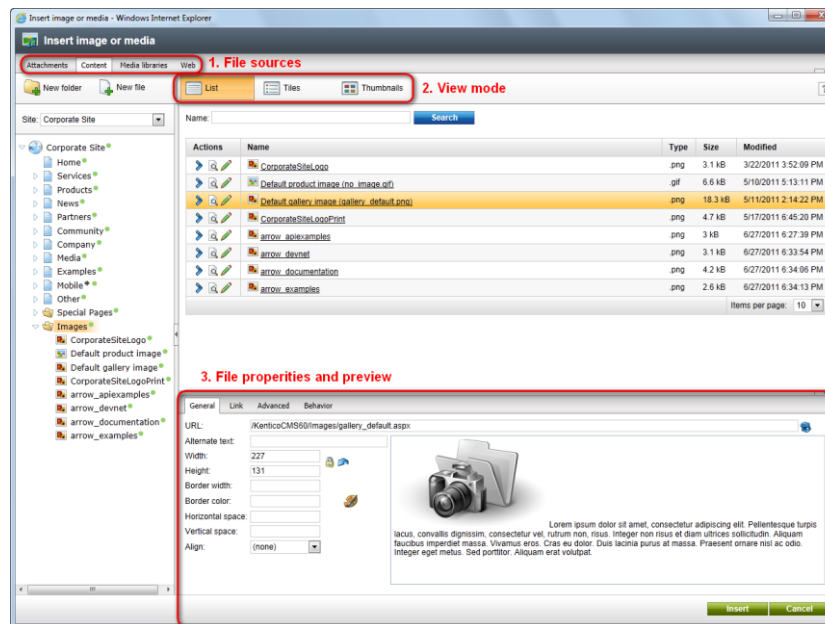 Insert image or media - Windows Internet Explorer
Insert image or media
Attachments Content Media libraries Web 1. File sources
New folder New file List Tiles Thumbnails 2. View mode
Site: Corporate Site Name: Search
Corporate Site
Home
Services
Products
News
Partners
Community
Company
Media
Examples
Mobile
Other
Special Pages
Images
CorporateSiteLogo
Default product image
Default gallery image
CorporateSiteLogoPrint
arrow_apiexamples
arrow_devnet
arrow_documentation
arrow_examples
Actions Name Type Size Modified
CorporateSiteLogo .png 3.1 kB 3/22/2011 3:52:09 PM
Default product image (no_image.gif) .gif 6.6 kB 5/10/2011 5:13:11 PM
Default gallery image (gallery_default.png) .png 18.3 kB 5/11/2011 2:14:22 PM
CorporateSiteLogoPrint .png 4.7 kB 5/17/2011 6:45:20 PM
arrow_apiexamples .png 3 kB 6/27/2011 6:27:39 PM
arrow_devnet .png 3.1 kB 6/27/2011 6:33:54 PM
arrow_documentation .png 4.2 kB 6/27/2011 6:34:06 PM
arrow_examples .png 2.6 kB 6/27/2011 6:34:13 PM
Items per page: 10
3. File properities and preview
General Link Advanced Behavior
URL: /KenticoCMS60/Images/gallery_default.aspx
Alternate text:
Width: 227
Height: 131
Border width:
Border color:
Horizontal space:
Vertical space:
Align: (none)
Lorem ipsum dolor sit amet, consectetur adipiscing elit. Pellentesque turpis
lacus, convallis dignissim, consectetur vel, rutrum non, risus. Integer non risus et diam ultrices sollicitudin. Aliquam
faucibus imperdiet massa. Vivamus eros. Cras eu dolor. Duis lacinia purus at massa. Praesent ornare nisl ac odio.
Integer eget metus. Sed porttitor. Aliquam erat volutpat.
Insert Cancel